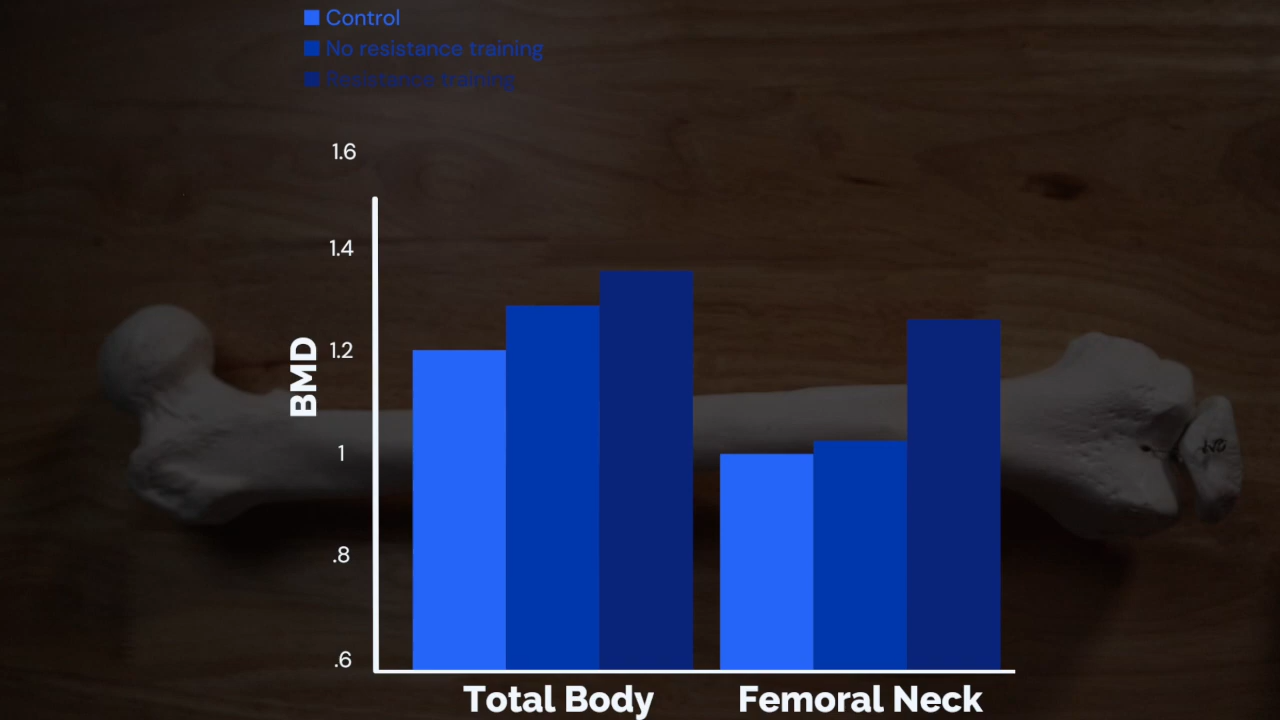 Control
No resistance training
Resistance training
1.6
1.4
1.2
1
.8
.6
BMD
Total Body
Femoral Neck